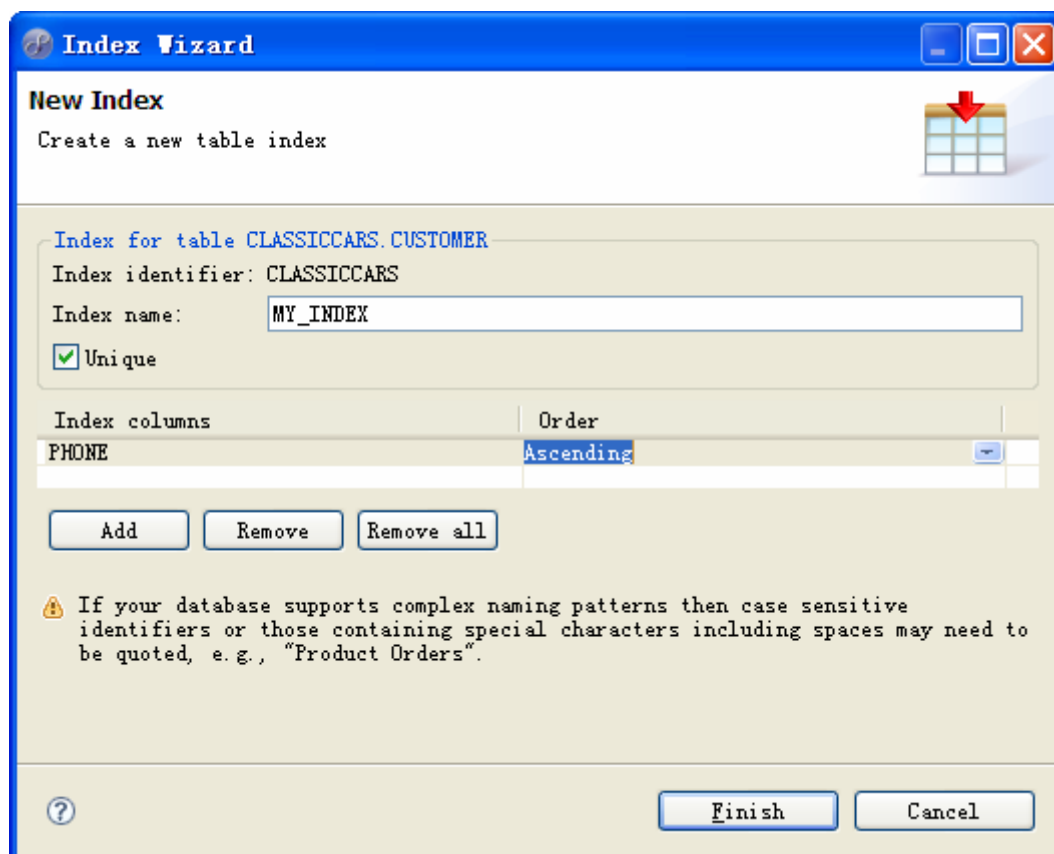 Index Wizard
New Index
Create a new table index
Index for table CLASSICCARS.CUSTOMER
Index identifier: CLASSICCARS
Index name: MY_INDEX
Unique
Index columns Order
PHONE Ascending
Add Remove Remove all
If your database supports complex naming patterns then case sensitive
identifiers or those containing special characters including spaces may need to
be quoted, e.g., "Product Orders".
Finish Cancel